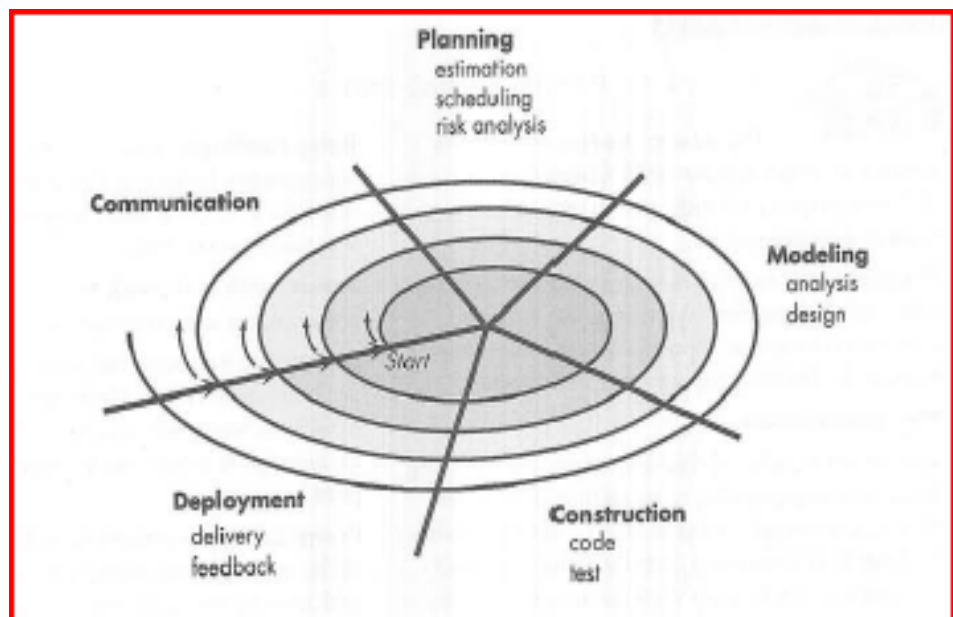 Planning
estimation
scheduling
risk analysis
Communication
Modeling
analysis
design
Start
Deployment
delivery
feedback
Construction
code
test